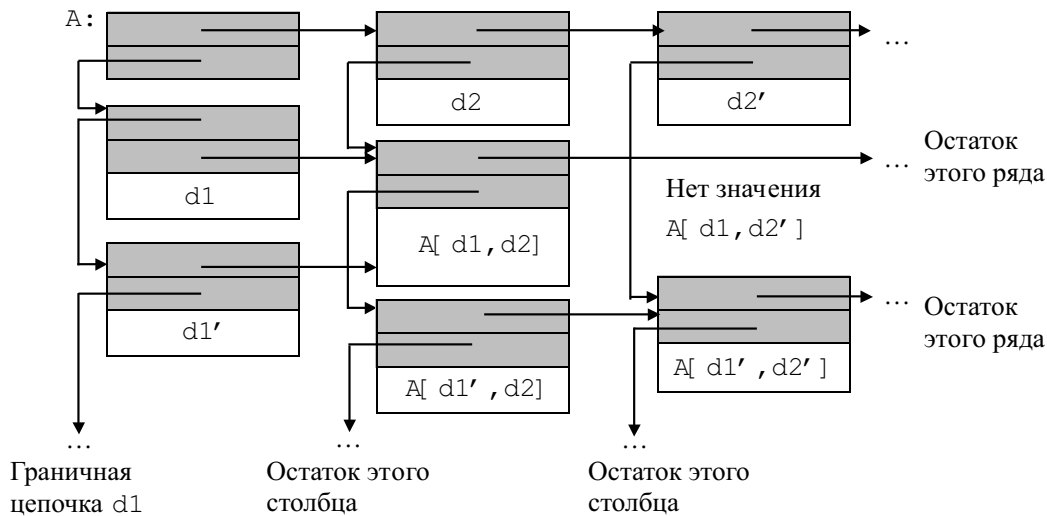 A:
…
d2
d2′
d1
A[ d1,d2]
Нет значения
A[ d1,d2′]
… Остаток
этого ряда
d1′
A[ d1′,d2]
A[ d1′,d2′]
… Остаток
этого ряда
…
…
…
Граничная
цепочка d1
Остаток этого
столбца
Остаток этого
столбца